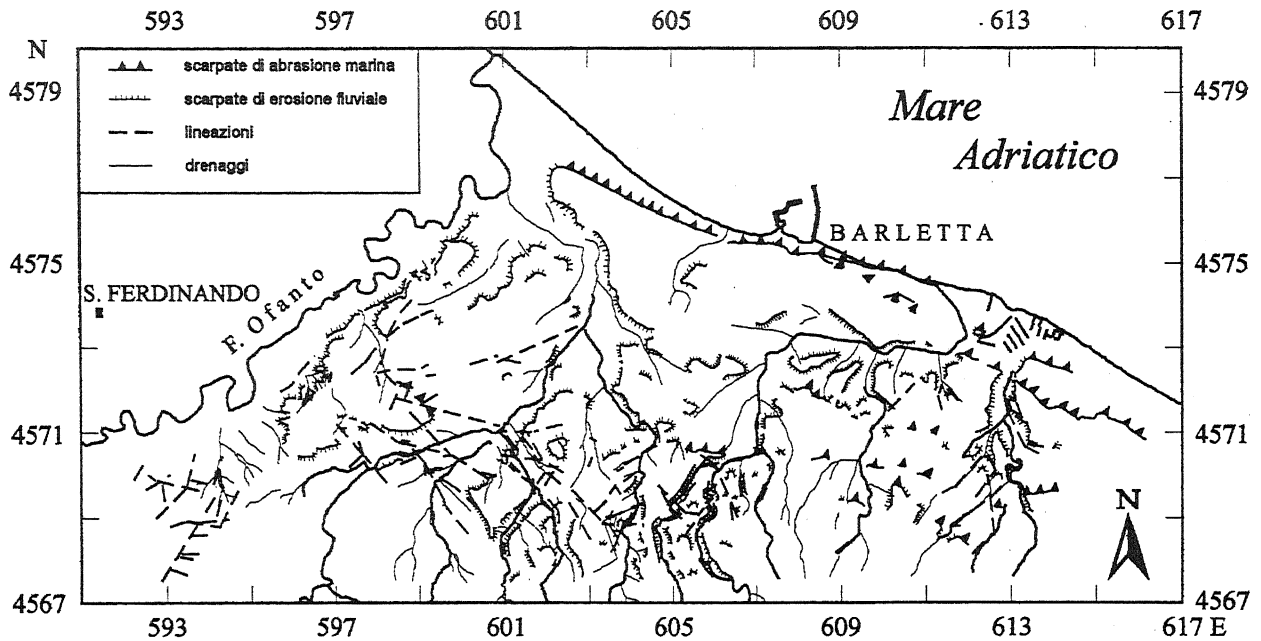 593 597 601 605 609 613 617
N
scarpate di abrasione marina
4579 4579
scarpate di erosione fluviale
Mare
lineazioni
Adriatico
drenaggi
BARLETTA
4575 4575
S. FERDINANDO
F. Ofanto
4571 4571
N
4567 4567
593 597 601 605 609 613 617 E